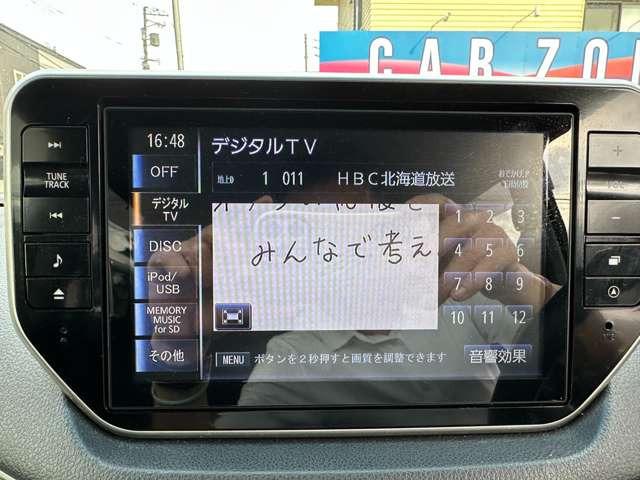 CAR ZO
16:48
デジタルTV
OFF
地上D 1 011 HBC北海道放送
TUNE
TRACK
デジタル
TV
1 2 3
みんなで考え
4 5 6
DISC
iPod/
USB
7 8 9
MEMORY
MUSIC
for SD
10 11 12
その他
MENU ボタンを2秒押すと画質を調整できます
音響効果